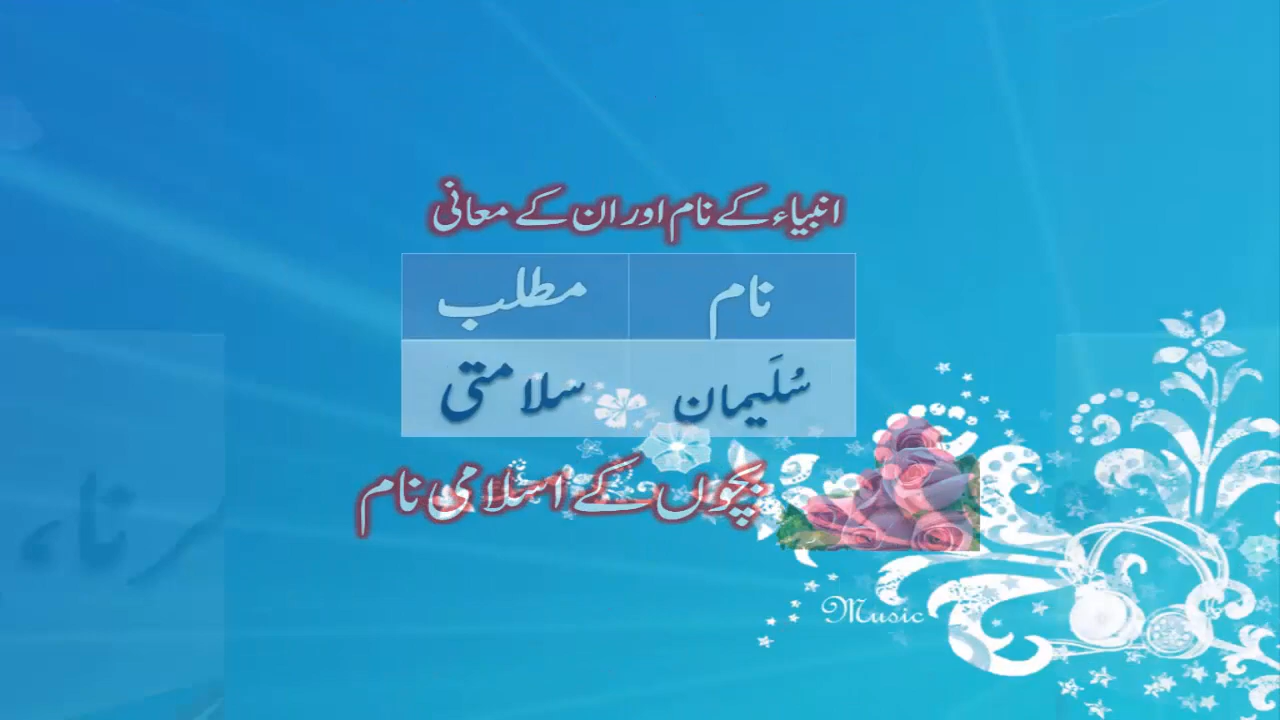 انبیاء کے نام اور ان کے معانی
نام مطلب
سُلَیمان سلامتی
بچوں کے اسلامی نام
Music